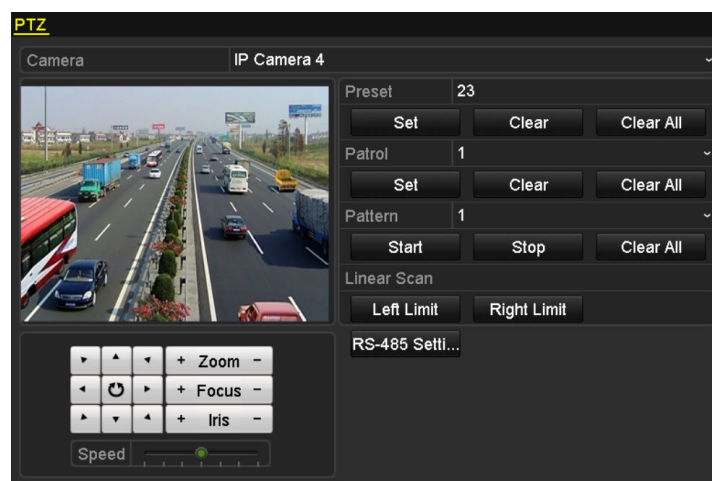 PTZ
Camera IP Camera 4
Preset 23
Set Clear Clear All
Patrol 1
Set Clear Clear All
Pattern 1
Start Stop Clear All
Linear Scan
Left Limit Right Limit
RS-485 Setti...
+ Zoom -
+ Focus -
+ Iris -
Speed